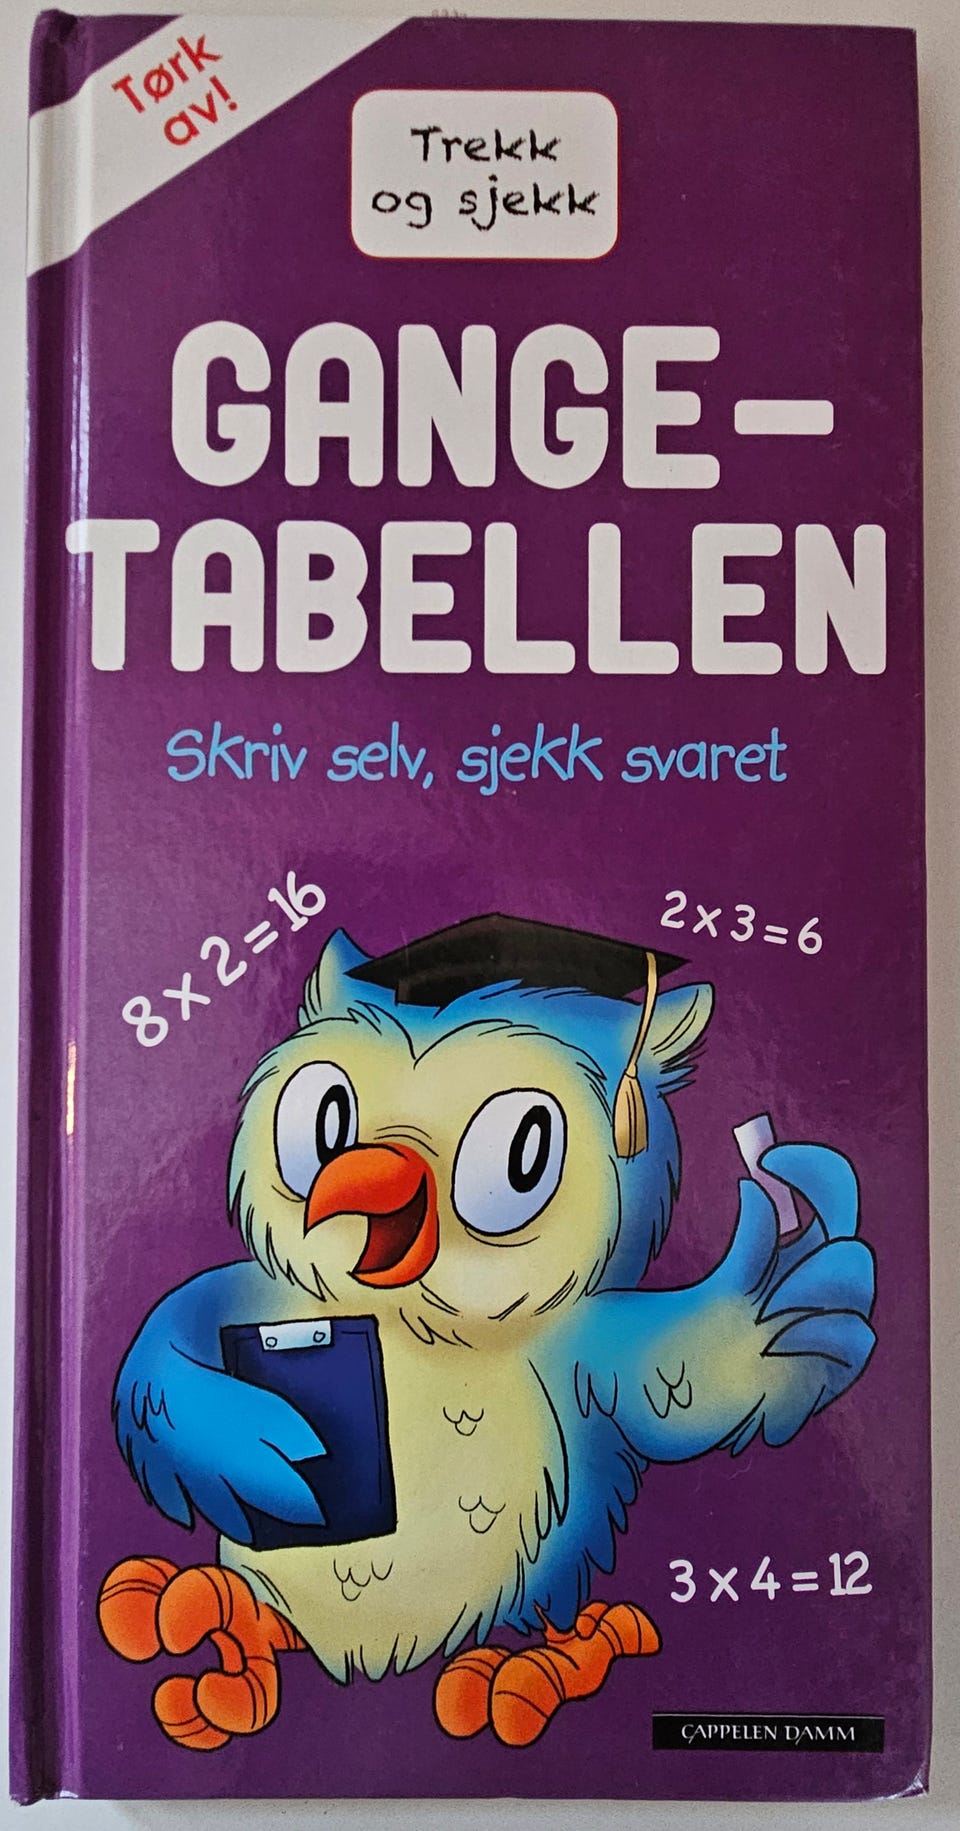 Tørk
av!
Trekk
og sjekk
GANGE-
TABELLEN
Skriv selv, sjekk svaret
8 x 2 = 16
2 x 3 = 6
3 x 4 = 12
CAPPELEN DAMM